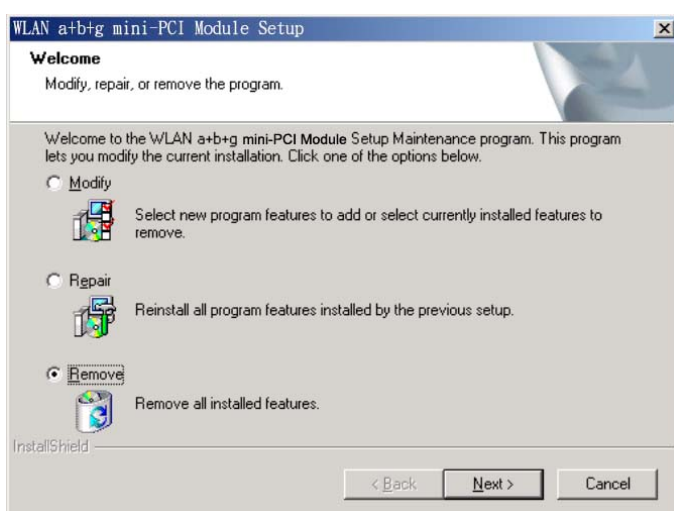 WLAN a+b+g mini-PCI Module Setup
Welcome
Modify, repair, or remove the program.
Welcome to the WLAN a+b+g mini-PCI Module Setup Maintenance program. This program
lets you modify the current installation. Click one of the options below.
Modify
Select new program features to add or select currently installed features to
remove.
Repair
Reinstall all program features installed by the previous setup.
Remove
Remove all installed features.
InstallShield
< Back
Next >
Cancel